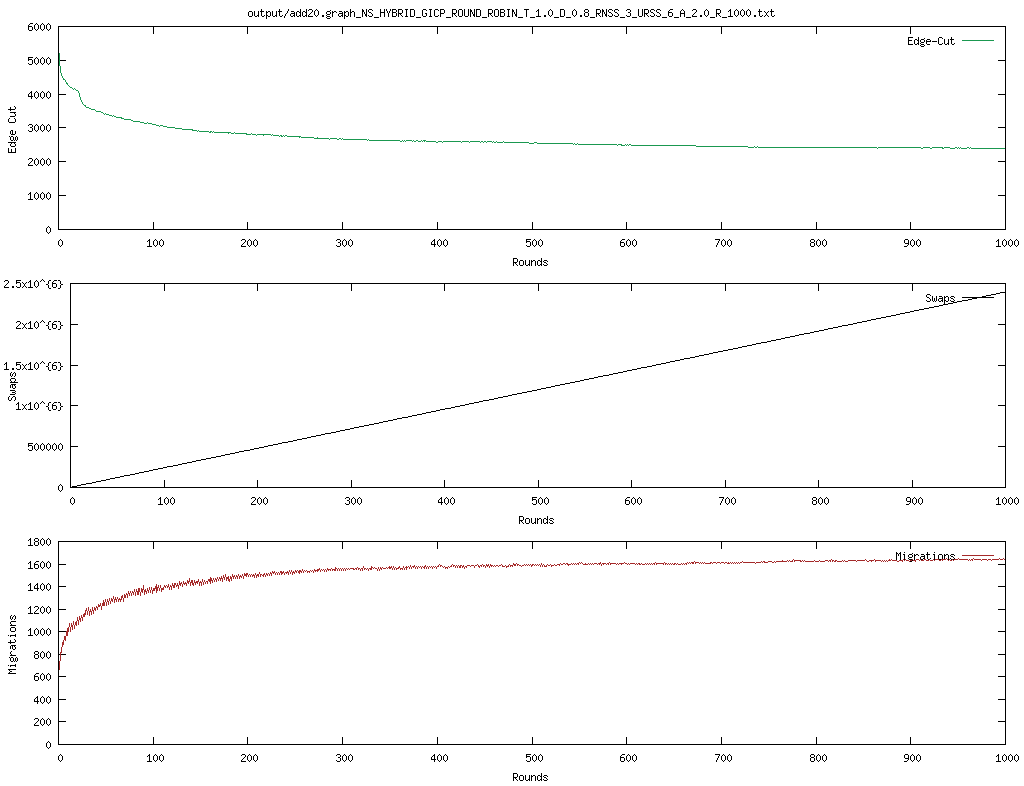 output/add20.graph_NS_HYBRID_GICP_ROUND_ROBIN_T_1.0_D_0.8_RNSS_3_URSS_6_A_2.0_R_1000.txt
6000
5000
4000
3000
2000
1000
0
Edge Cut
Edge-Cut
0 100 200 300 400 500 600 700 800 900 1000
Rounds
2.5x10^{6}
2x10^{6}
1.5x10^{6}
1x10^{6}
500000
0
Swaps
Swaps
0 100 200 300 400 500 600 700 800 900 1000
Rounds
1800
1600
1400
1200
1000
800
600
400
200
0
Migrations
Migrations
0 100 200 300 400 500 600 700 800 900 1000
Rounds